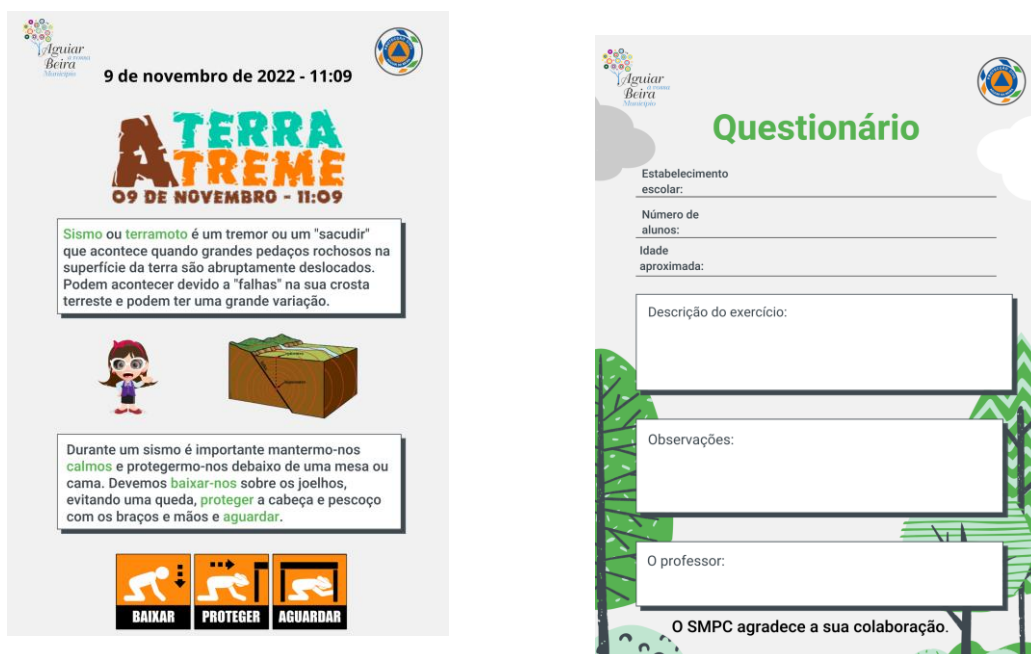 Aguiar
da Beira
Município
9 de novembro de 2022 - 11:09
A TERRA
TREME
09 DE NOVEMBRO - 11:09
Sismo ou terramoto é um tremor ou um "sacudir"
que acontece quando grandes pedaços rochosos na
superfície da terra são abruptamente deslocados.
Podem acontecer devido a "falhas" na sua crosta
terreste e podem ter uma grande variação.
Durante um sismo é importante mantermo-nos
calmos e protegermo-nos debaixo de uma mesa ou
cama. Devemos baixar-nos sobre os joelhos,
evitando uma queda, proteger a cabeça e pescoço
com os braços e mãos e aguardar.
BAIXAR PROTEGER AGUARDAR
Aguiar
Beira
Município
Questionário
Estabelecimento
escolar:
Número de
alunos:
Idade
aproximada:
Descrição do exercício:
Observações:
O professor:
O SMPC agradece a sua colaboração.